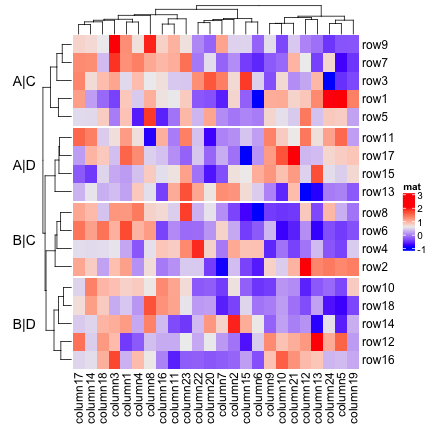 A|C
A|D
B|C
B|D
row9
row7
row3
row1
row5
row11
row17
row15
row13
row8
row6
row4
row2
row10
row18
row14
row12
row16
mat
3
2
1
0
-1
column17
column14
column18
column3
column1
column4
column8
column16
column11
column23
column22
column20
column7
column2
column15
column6
column9
column10
column21
column12
column13
column24
column5
column19